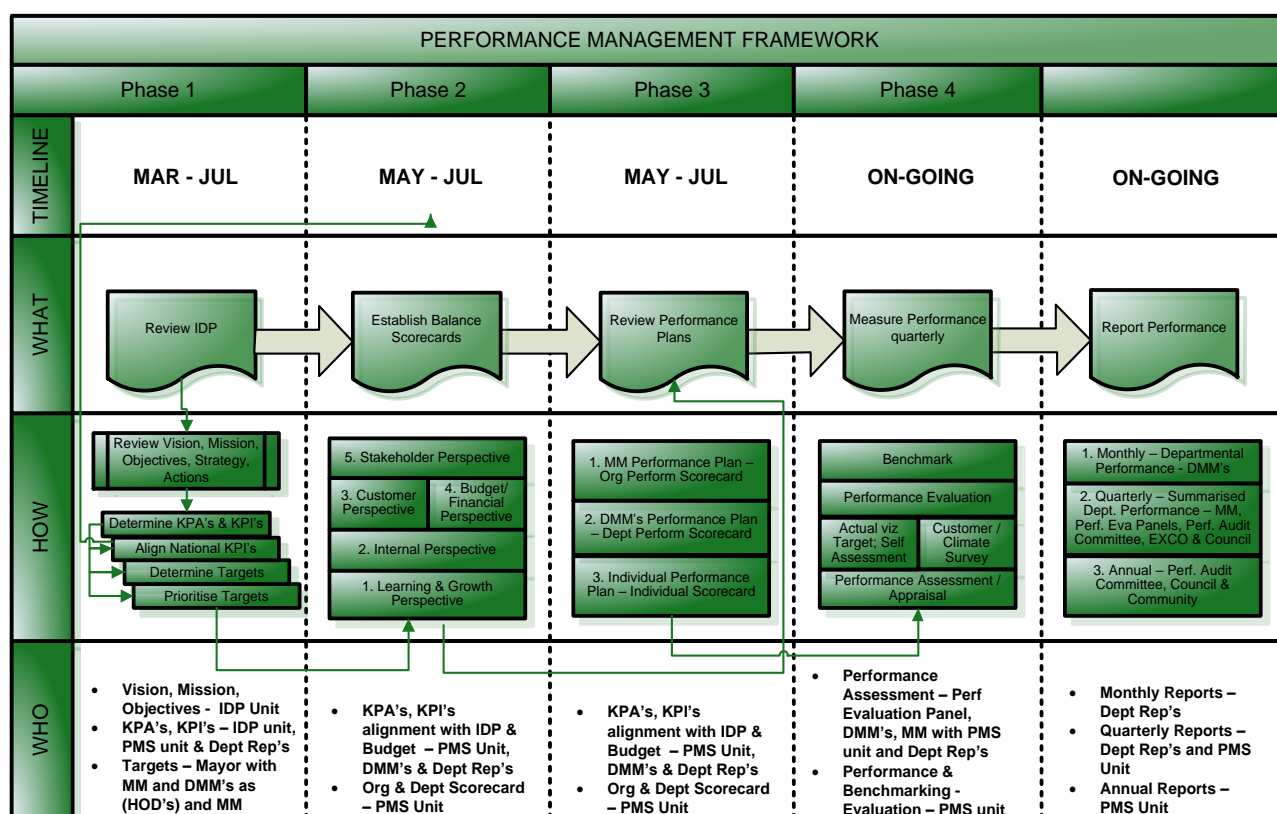 PERFORMANCE MANAGEMENT FRAMEWORK
Phase 1
Phase 2
Phase 3
Phase 4
TIMELINE
MAR - JUL
MAY - JUL
MAY - JUL
ON-GOING
ON-GOING
WHAT
Review IDP
Establish Balance
Scorecards
Review Performance
Plans
Measure Performance
quarterly
Report Performance
HOW
Review Vision, Mission,
Objectives, Strategy,
Actions
Determine KPA's & KPI's
Align National KPI's
Determine Targets
Prioritise Targets
5. Stakeholder Perspective
3. Customer
Perspective
4. Budget/
Financial
Perspective
2. Internal Perspective
1. Learning & Growth
Perspective
1. MM Performance Plan –
Org Perform Scorecard
2. DMM's Performance Plan
– Dept Perform Scorecard
3. Individual Performance
Plan – Individual Scorecard
Benchmark
Performance Evaluation
Actual viz
Target; Self
Assessment
Customer /
Climate
Survey
Performance Assessment /
Appraisal
1. Monthly – Departmental
Performance - DMM's
2. Quarterly – Summarised
Dept. Performance – MM,
Perf. Eva Panels, Perf. Audit
Committee, EXCO & Council
3. Annual – Perf. Audit
Committee, Council &
Community
WHO
• Vision, Mission,
Objectives - IDP Unit
• KPA's, KPI's – IDP unit,
PMS unit & Dept Rep's
• Targets – Mayor with
MM and DMM's as
(HOD's) and MM
• KPA's, KPI's
alignment with IDP &
Budget – PMS Unit,
DMM's & Dept Rep's
• Org & Dept Scorecard
– PMS Unit
• KPA's, KPI's
alignment with IDP &
Budget – PMS Unit,
DMM's & Dept Rep's
• Org & Dept Scorecard
– PMS Unit
• Performance
Assessment – Perf
Evaluation Panel,
DMM's, MM with PMS
unit and Dept Rep's
• Performance &
Benchmarking -
Evaluation – PMS unit
• Monthly Reports –
Dept Rep's
• Quarterly Reports –
Dept Rep's and PMS
Unit
• Annual Reports –
PMS Unit